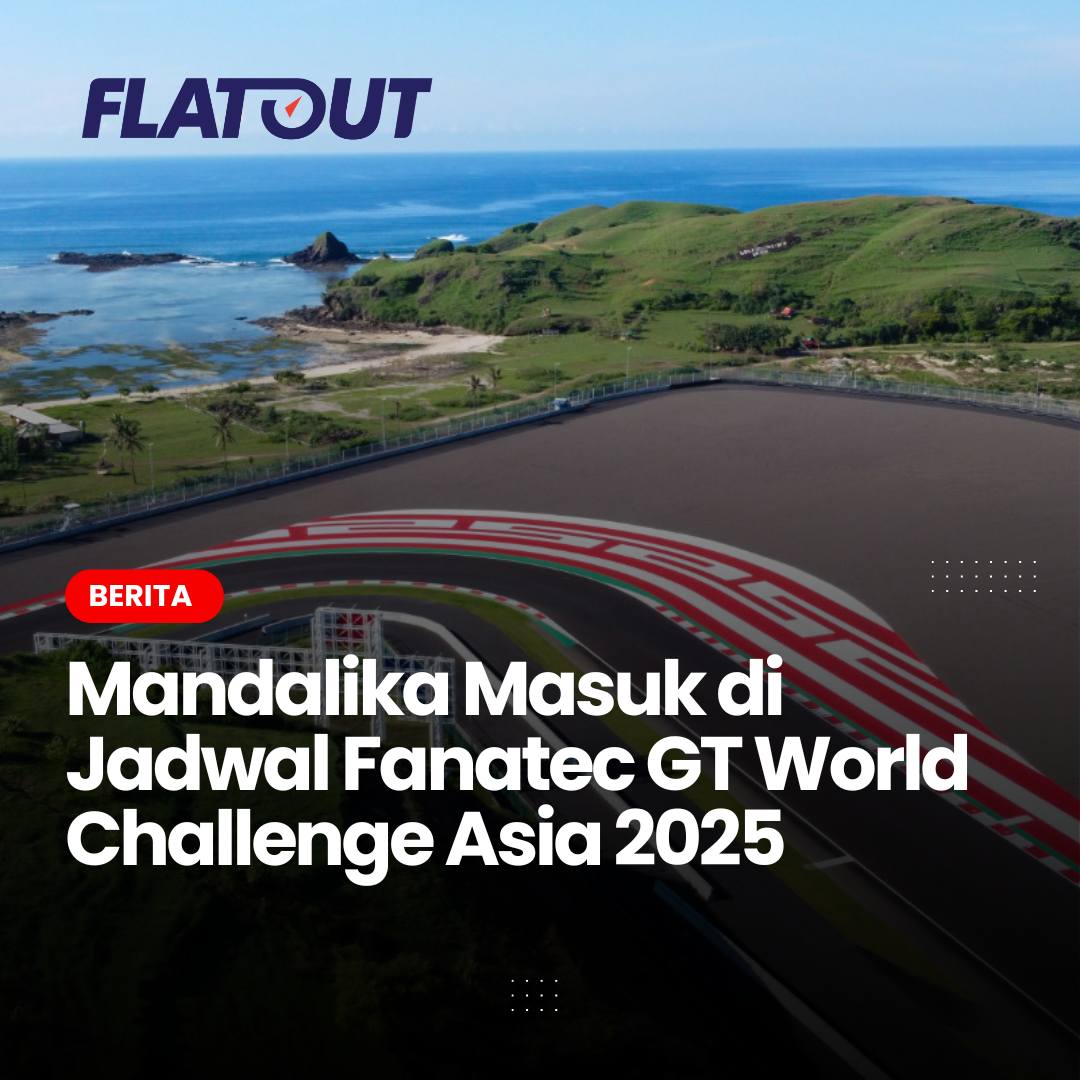 FLATOUT
BERITA
Mandalika Masuk di
Jadwal Fanatec GT World
Challenge Asia 2025